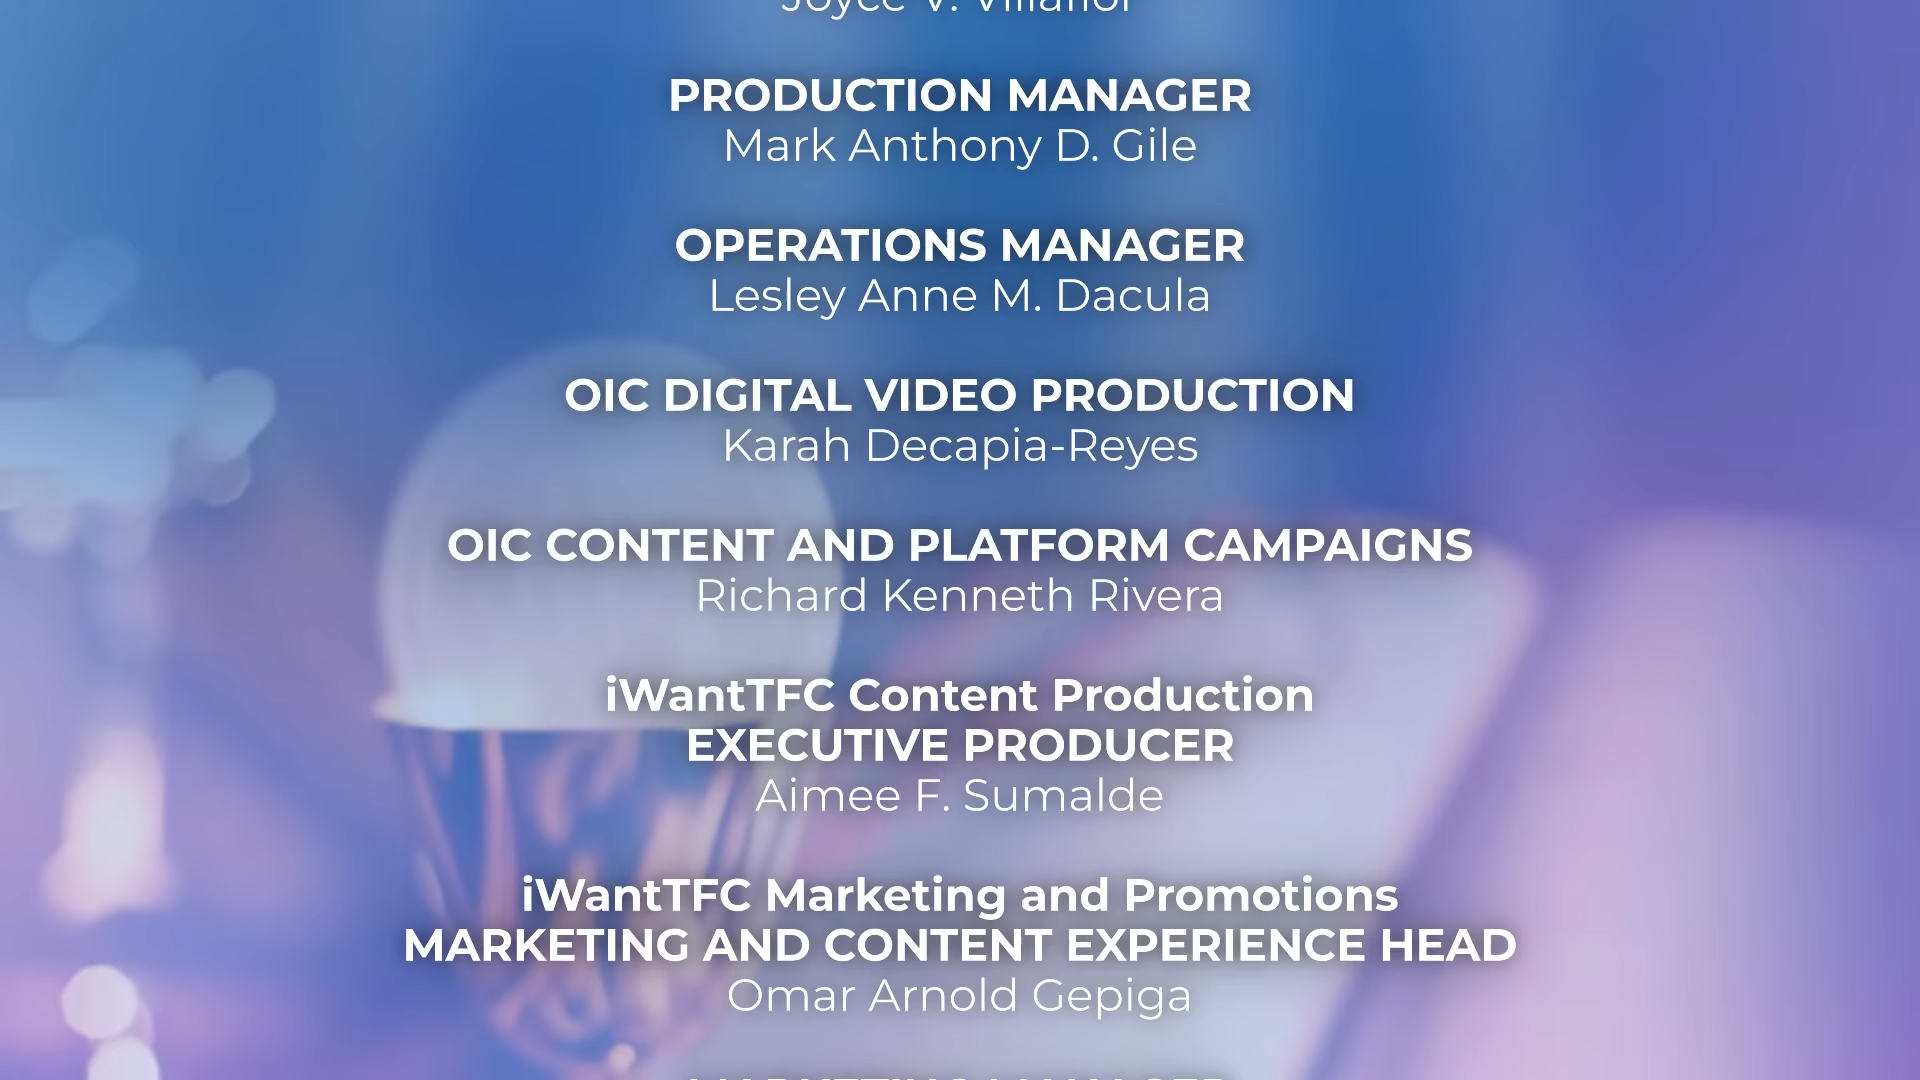 Joyce V. Villaflor
PRODUCTION MANAGER
Mark Anthony D. Gile
OPERATIONS MANAGER
Lesley Anne M. Dacula
OIC DIGITAL VIDEO PRODUCTION
Karah Decapia-Reyes
OIC CONTENT AND PLATFORM CAMPAIGNS
Richard Kenneth Rivera
iWantTFC Content Production
EXECUTIVE PRODUCER
Aimee F. Sumalde
iWantTFC Marketing and Promotions
MARKETING AND CONTENT EXPERIENCE HEAD
Omar Arnold Gepiga